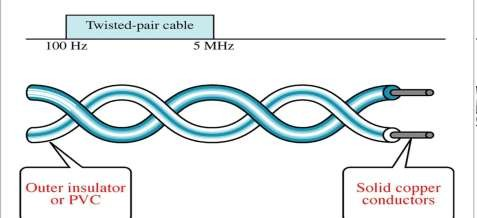 Twisted-pair cable
100 Hz 5 MHz
Outer insulator
or PVC
Solid copper
conductors